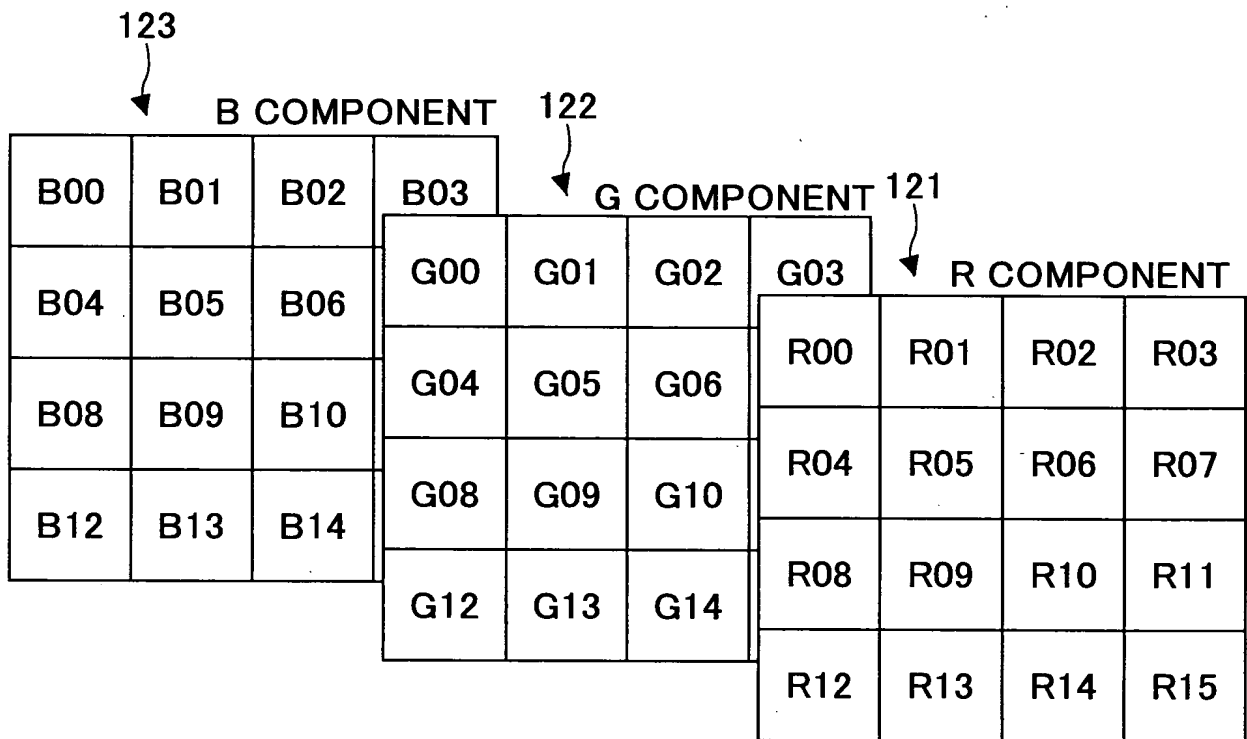 123
B COMPONENT
B00 B01 B02 B03
B04 B05 B06
B08 B09 B10
B12 B13 B14
122
G COMPONENT
G00 G01 G02 G03
G04 G05 G06
G08 G09 G10
G12 G13 G14
121
R COMPONENT
R00 R01 R02 R03
R04 R05 R06 R07
R08 R09 R10 R11
R12 R13 R14 R15